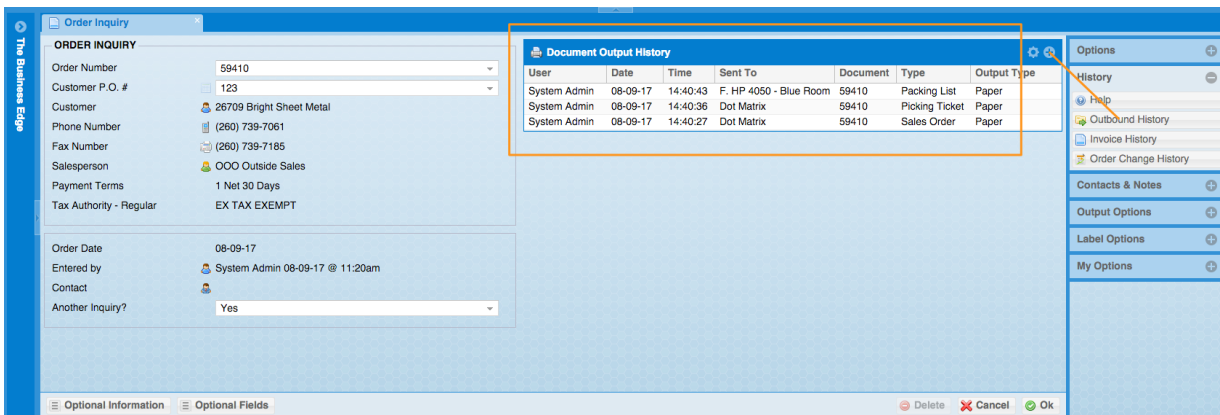 The Business Edge
Order Inquiry
ORDER INQUIRY
Order Number 59410
Customer P.O. # 123
Customer 26709 Bright Sheet Metal
Phone Number (260) 739-7061
Fax Number (260) 739-7185
Salesperson OOO Outside Sales
Payment Terms 1 Net 30 Days
Tax Authority - Regular EX TAX EXEMPT
Order Date 08-09-17
Entered by System Admin 08-09-17 @ 11:20am
Contact
Another Inquiry? Yes
Document Output History
User Date Time Sent To Document Type Output Type
System Admin 08-09-17 14:40:43 F. HP 4050 - Blue Room 59410 Packing List Paper
System Admin 08-09-17 14:40:36 Dot Matrix 59410 Picking Ticket Paper
System Admin 08-09-17 14:40:27 Dot Matrix 59410 Sales Order Paper
Options
History
Help
Outbound History
Invoice History
Order Change History
Contacts & Notes
Output Options
Label Options
My Options
Optional Information Optional Fields Delete Cancel Ok